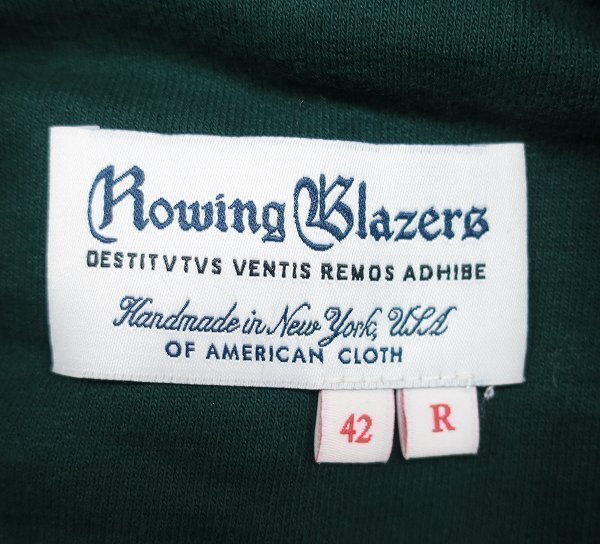 Rowing Blazers
DESTITVTVS VENTIS REMOS ADHIBE
Handmade in New York, USA
OF AMERICAN CLOTH
42
R